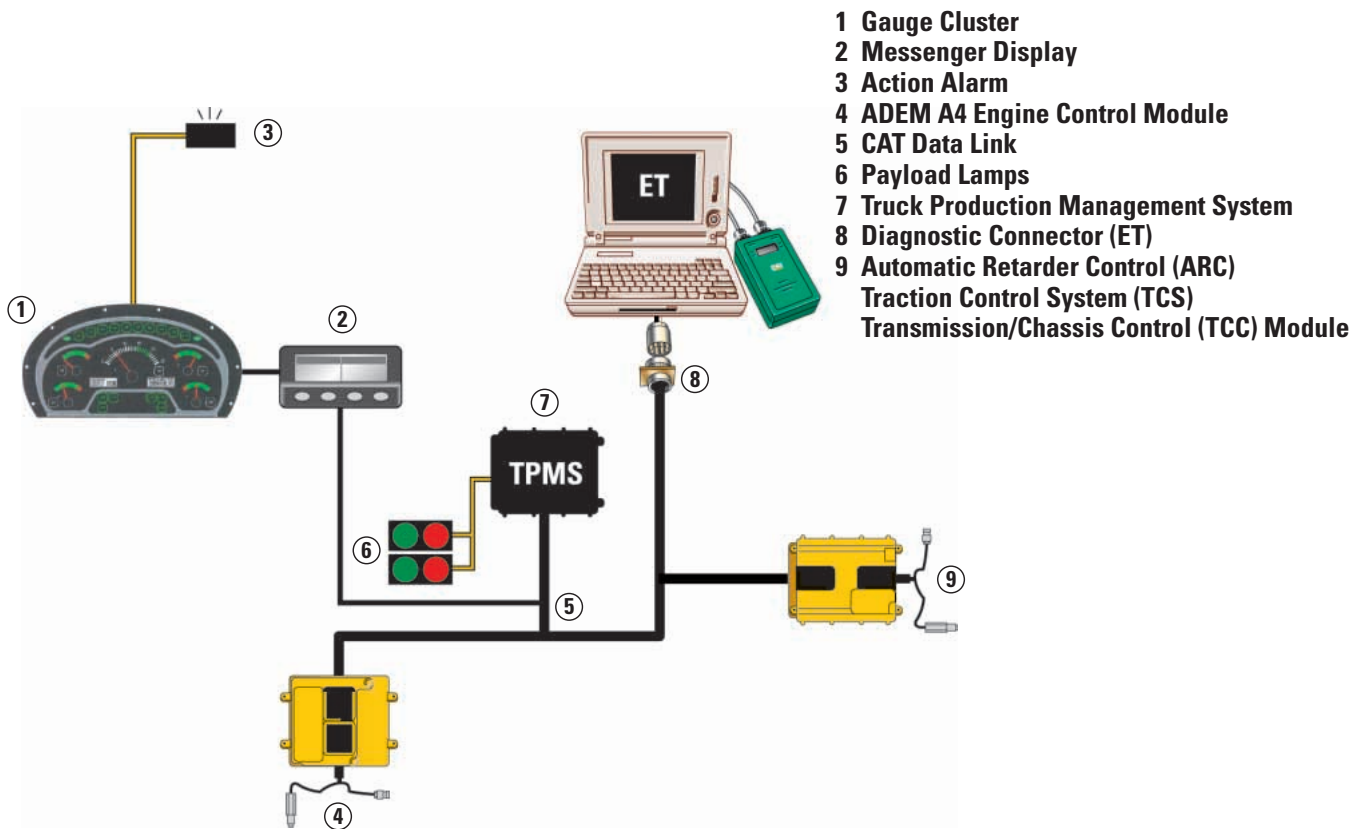 1 Gauge Cluster
2 Messenger Display
3 Action Alarm
4 ADEM A4 Engine Control Module
5 CAT Data Link
6 Payload Lamps
7 Truck Production Management System
8 Diagnostic Connector (ET)
9 Automatic Retarder Control (ARC)
Traction Control System (TCS)
Transmission/Chassis Control (TCC) Module
3
ET
1
2
8
7
TPMS
6
9
5
4